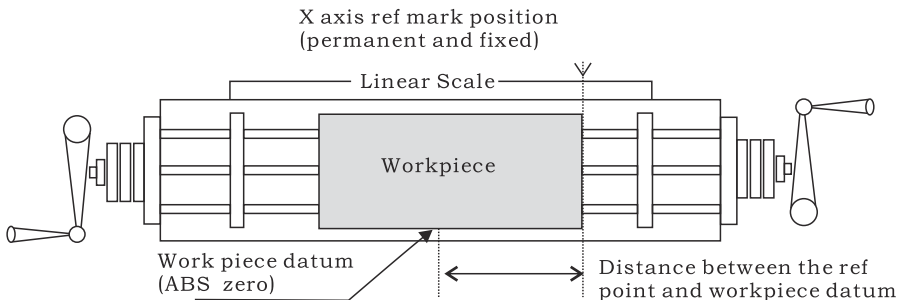 X axis ref mark position
(permanent and fixed)
Linear Scale
Workpiece
Work piece datum
(ABS zero)
Distance between the ref
point and workpiece datum